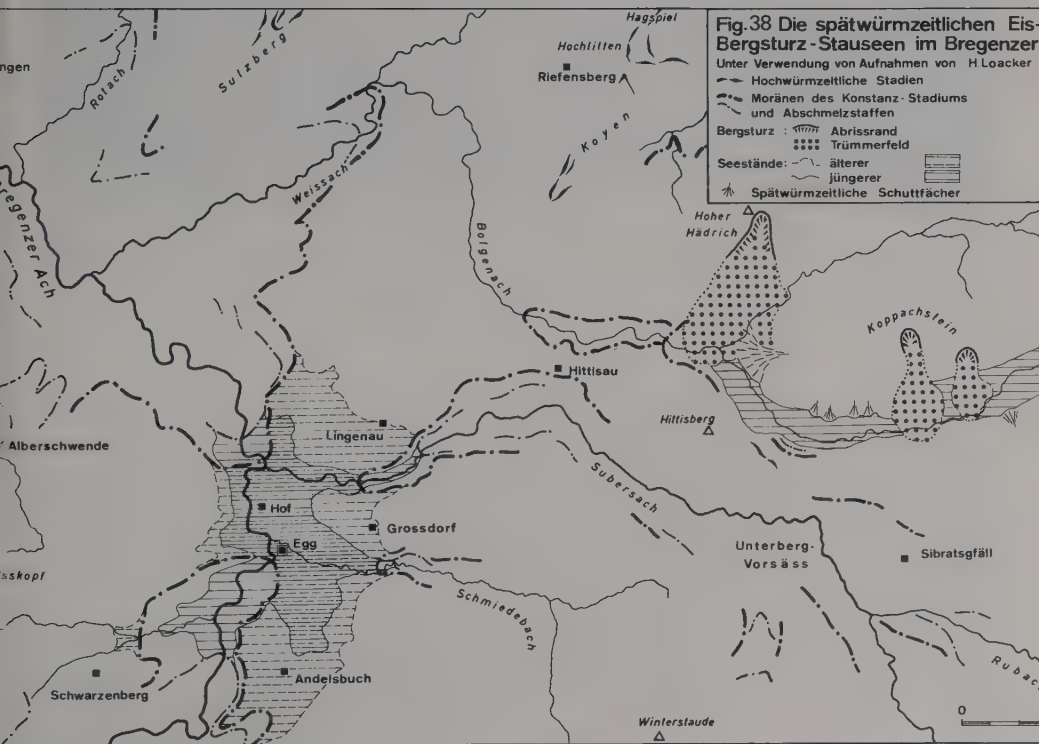 Fig.38 Die spätwürmzeitlichen Eis-
Bergsturz-Stauseen im Bregenzer
Unter Verwendung von Aufnahmen von H. Loacker
Hochwürmzeitliche Stadien
Moränen des Konstanz-Stadiums
und Abschmelzstaffen
Bergsturz: Abrissrand
Trümmerfeld
Seestände: älterer
jüngerer
Spätwürmzeitliche Schuttfächer
Hagspiel
Hochlitten
Riefensberg
Sulzberg
Rotach
ngen
Koyen
Weissach
Hoher
Hädrich
Bregenzer Ach
Bolgenach
Koppachstein
Hittisau
Hittisberg
Lingenau
Alberschwende
Subersach
Hof
Grossdorf
Egg
Unterberg-
Vorsäss
Sibratsgfäll
sskopf
Schmiedebach
Rubac
Andelsbuch
Schwarzenberg
Winterstaude
0